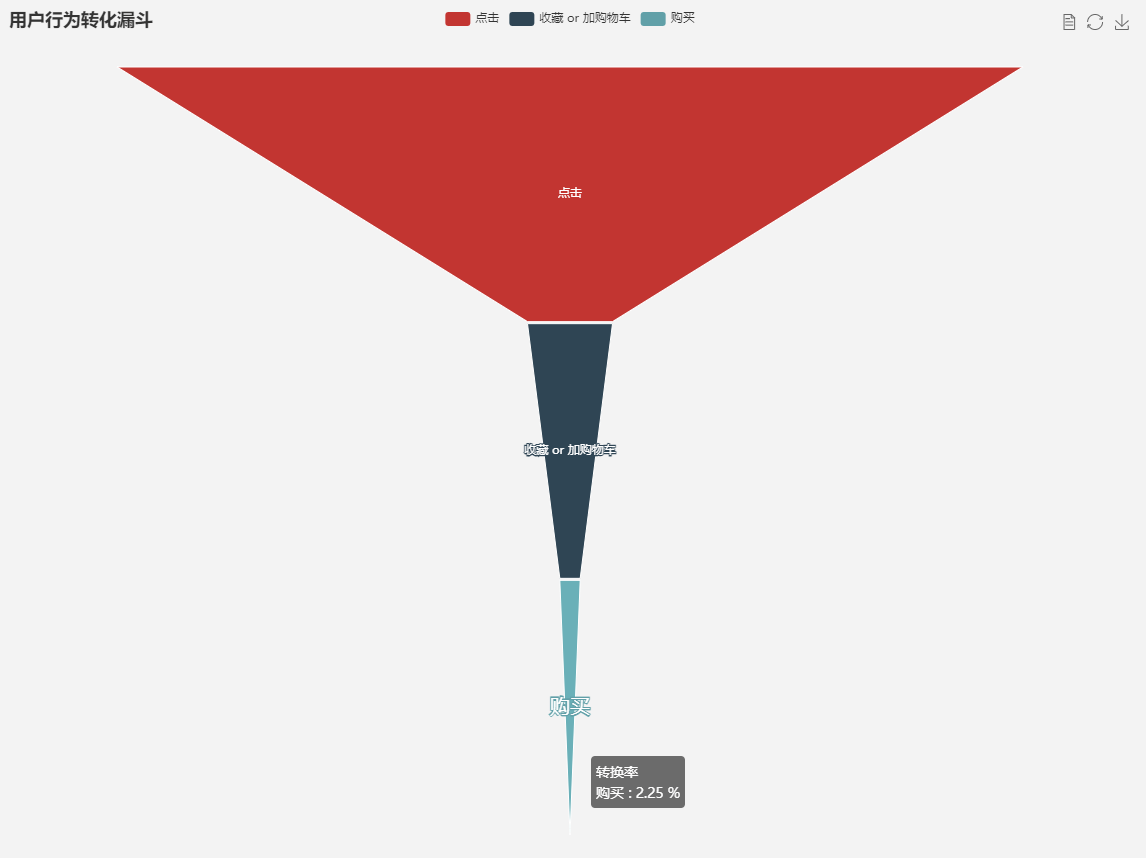 用户行为转化漏斗
点击
收藏 or 加购物车
购买
点击
收藏 or 加购物车
购买
转换率
购买 : 2.25 %